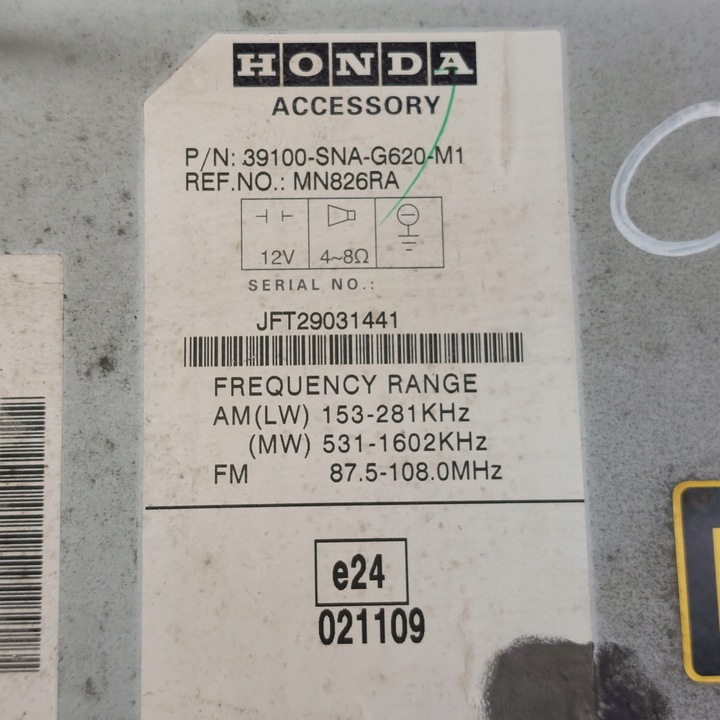 HONDA
ACCESSORY
P/N: 39100-SNA-G620-M1
REF.NO.: MN826RA
12V 4~8Ω
SERIAL NO.:
JFT29031441
FREQUENCY RANGE
AM(LW) 153-281KHz
(MW) 531-1602KHz
FM 87.5-108.0MHz
e24
021109